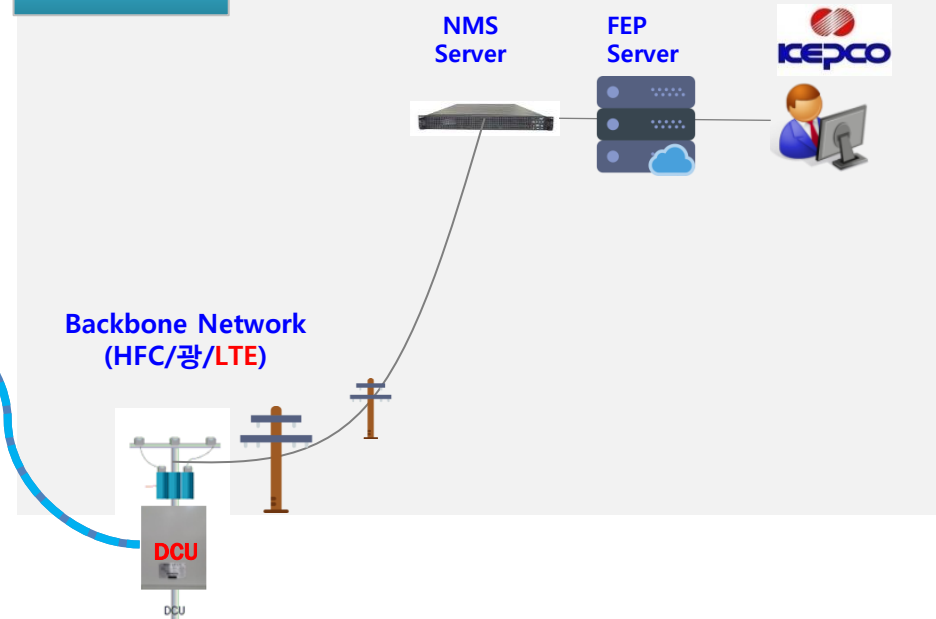 NMS
Server
FEP
Server
KEPCO
Backbone Network
(HFC/광/LTE)
DCU
DCU